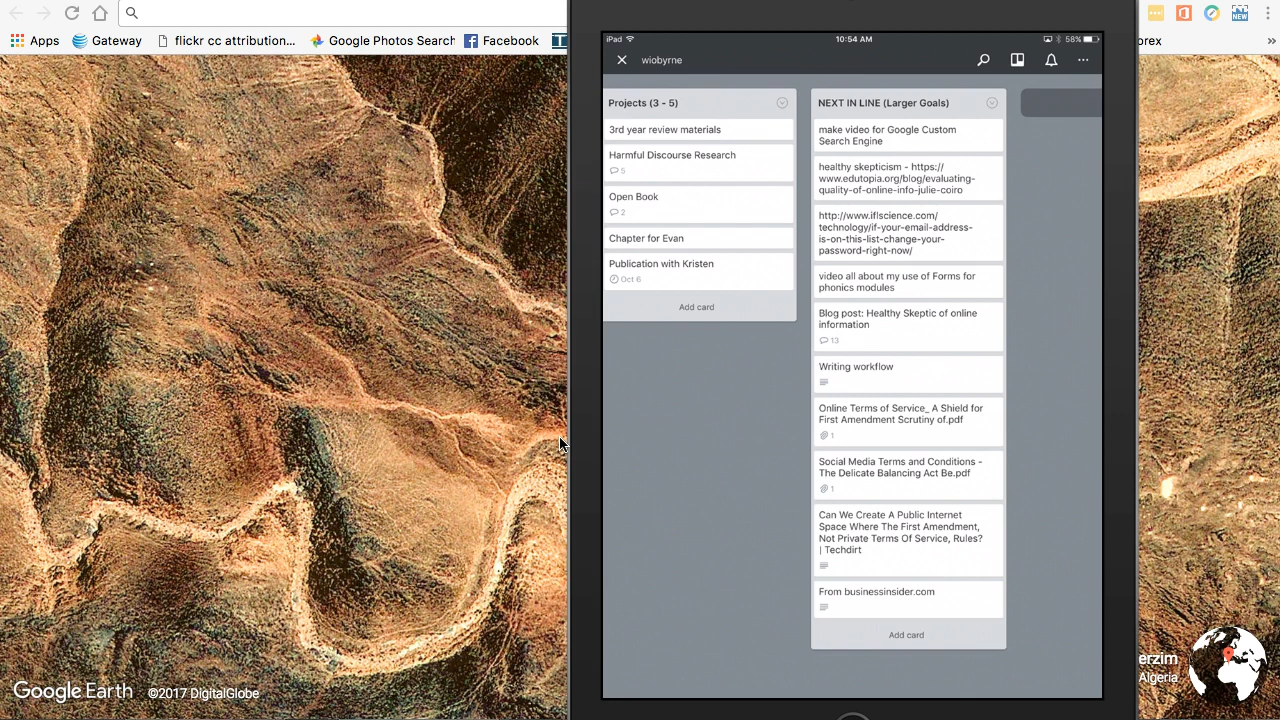 Apps
Gateway
flickr cc attribution...
Google Photos Search
Facebook
orex
»
NEW
iPad
10:54 AM
58%
wiobyrne
Projects (3 - 5)
3rd year review materials
Harmful Discourse Research
5
Open Book
2
Chapter for Evan
Publication with Kristen
Oct 6
Add card
NEXT IN LINE (Larger Goals)
make video for Google Custom
Search Engine
healthy skepticism - https://
www.edutopia.org/blog/evaluating-
quality-of-online-info-julie-coiro
http://www.iflscience.com/
technology/if-your-email-address-
is-on-this-list-change-your-
password-right-now/
video all about my use of Forms for
phonics modules
Blog post: Healthy Skeptic of online
information
13
Writing workflow
Online Terms of Service_ A Shield for
First Amendment Scrutiny of.pdf
1
Social Media Terms and Conditions -
The Delicate Balancing Act Be.pdf
1
Can We Create A Public Internet
Space Where The First Amendment,
Not Private Terms Of Service, Rules?
| Techdirt
From businessinsider.com
Add card
Google Earth ©2017 DigitalGlobe
erzim
Algeria